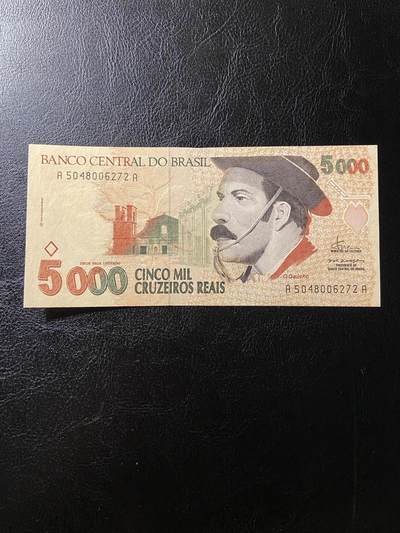 BANCO CENTRAL DO BRASIL
5000
A 5048006272 A
5000
CINCO MIL
CRUZEIROS REAIS
O Gaúcho
A 5048006272 A